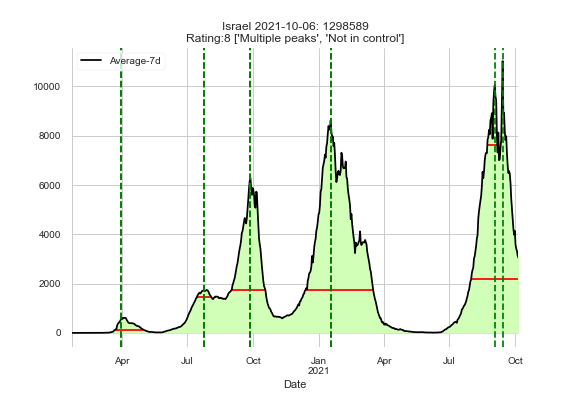 Israel 2021-10-06: 1298589
Rating:8 ['Multiple peaks', 'Not in control']
Average-7d
10000
8000
6000
4000
2000
0
Apr Jul Oct Jan Apr Jul Oct
2021
Date